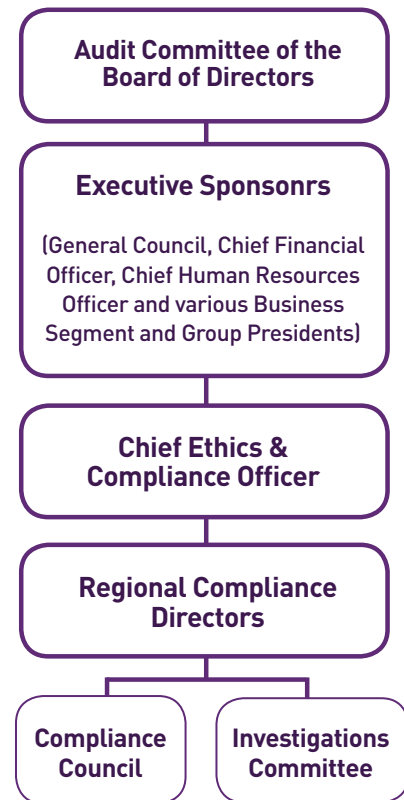 Audit Committee of the
Board of Directors
Executive Sponsonrs
(General Council, Chief Financial
Officer, Chief Human Resources
Officer and various Business
Segment and Group Presidents)
Chief Ethics &
Compliance Officer
Regional Compliance
Directors
Compliance
Council
Investigations
Committee